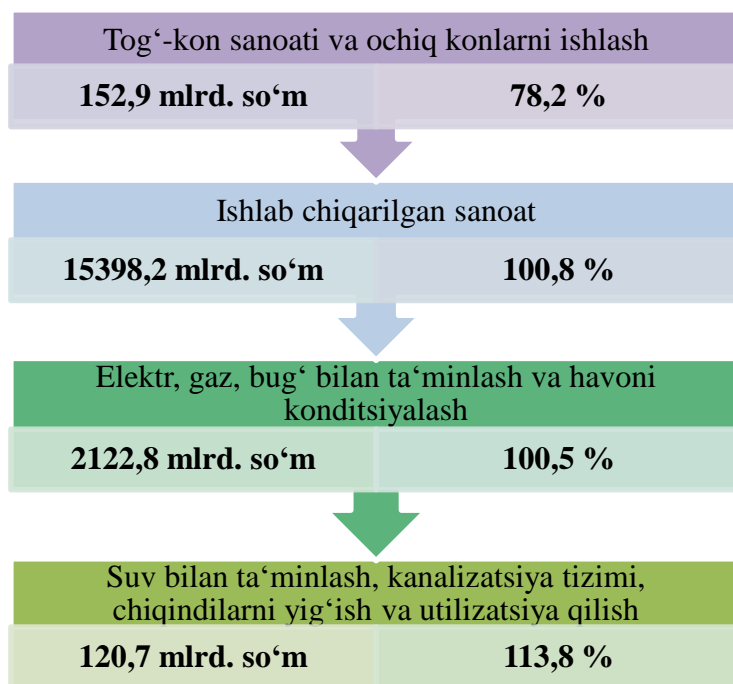 Tog‘-kon sanoati va ochiq konlarni ishlash
152,9 mlrd. so‘m 78,2 %
Ishlab chiqarilgan sanoat
15398,2 mlrd. so‘m 100,8 %
Elektr, gaz, bug‘ bilan ta‘minlash va havoni
konditsiyalash
2122,8 mlrd. so‘m 100,5 %
Suv bilan ta‘minlash, kanalizatsiya tizimi,
chiqindilarni yig‘ish va utilizatsiya qilish
120,7 mlrd. so‘m 113,8 %